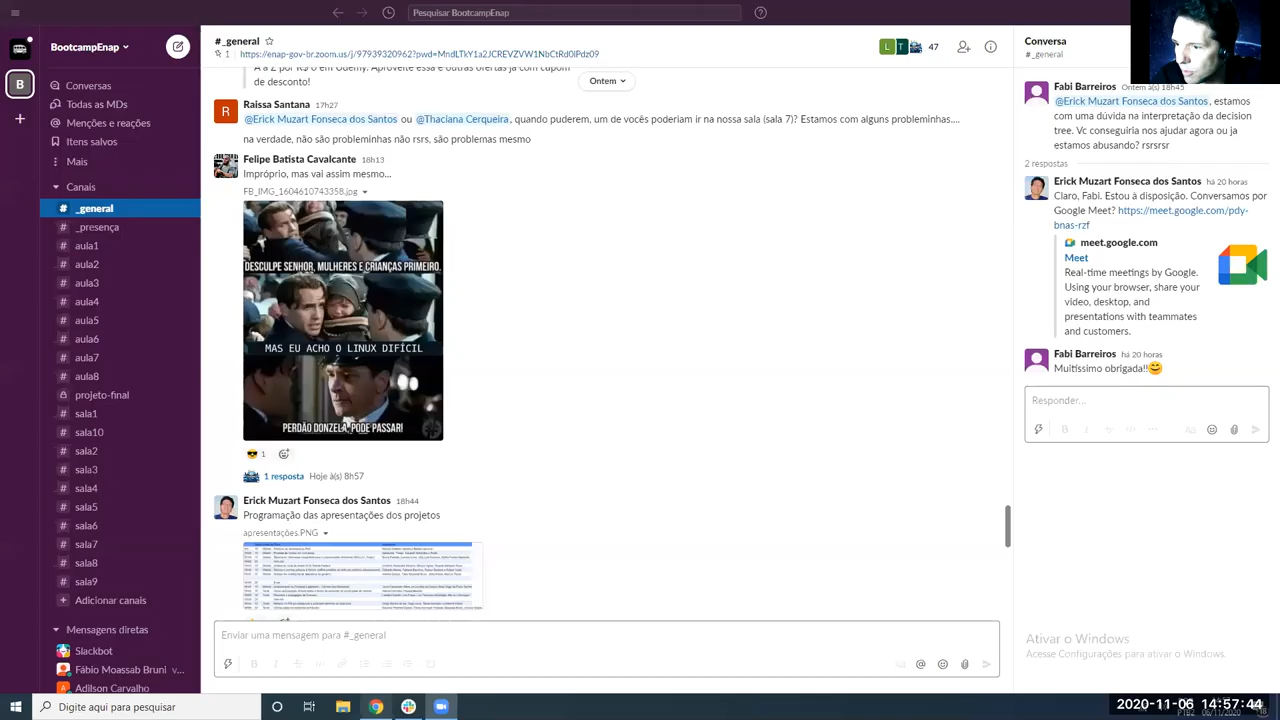 Pesquisar BootcampEnap
BootcampEnap
B
Conversas
Todas as MDs
Menções e reações
Itens salvos
Mais
Canais
# _general
# _presença
# aula1
# aula2
# aula3
# aula4
# aula5
# aula6
# aula7
# aula8
projeto-final
# sala1
# sala10
# sala2
# sala3
# sala4
# sala5
# sala6
# sala7
# sala8
# sala9
Adicionar canais
Mensagens diretas
Slackbot
Fábio Moassab Bruni v...
A Adilson Carvalho
#_general
1 https://enap-gov-br.zoom.us/j/97939320962?pwd=MndLTkY1a2JCREVZVW1NbCtRd0lPdz09
L T 47
A a Z por R$ 0 em Udemy. Aproveite essa e outras ofertas já com cupom
de desconto!
Ontem
R
Raissa Santana 17h27
@Erick Muzart Fonseca dos Santos ou @Thaciana Cerqueira, quando puderem, um de vocês poderiam ir na nossa sala (sala 7)? Estamos com alguns probleminhas....
na verdade, não são probleminhas não rsrs, são problemas mesmo
Felipe Batista Cavalcante 18h13
Impróprio, mas vai assim mesmo...
FB_IMG_1604610743358.jpg
DESCULPE SENHOR, MULHERES E CRIANÇAS PRIMEIRO.
MAS EU ACHO O LINUX DIFÍCIL
PERDÃO DONZELA, PODE PASSAR!
1
1 resposta Hoje à(s) 8h57
Erick Muzart Fonseca dos Santos 18h44
Programação das apresentações dos projetos
apresentações.PNG
Enviar uma mensagem para #_general
Conversa
# _general
Fabi Barreiros Ontem à(s) 18h45
@Erick Muzart Fonseca dos Santos, estamos
com uma dúvida na interpretação da decision
tree. Vc conseguiria nos ajudar agora ou ja
estamos abusando? rsrsrsr
2 respostas
Erick Muzart Fonseca dos Santos há 20 horas
Claro, Fabi. Estou à disposição. Conversamos por
Google Meet? https://meet.google.com/pdy-
bnas-rzf
meet.google.com
Meet
Real-time meetings by Google.
Using your browser, share your
video, desktop, and
presentations with teammates
and customers.
Fabi Barreiros há 20 horas
Muitíssimo obrigada!!😊
Responder...
Ativar o Windows
Acesse Configurações para ativar o Windows.
Digite aqui para pesquisar
2020-11-06 14:57:44